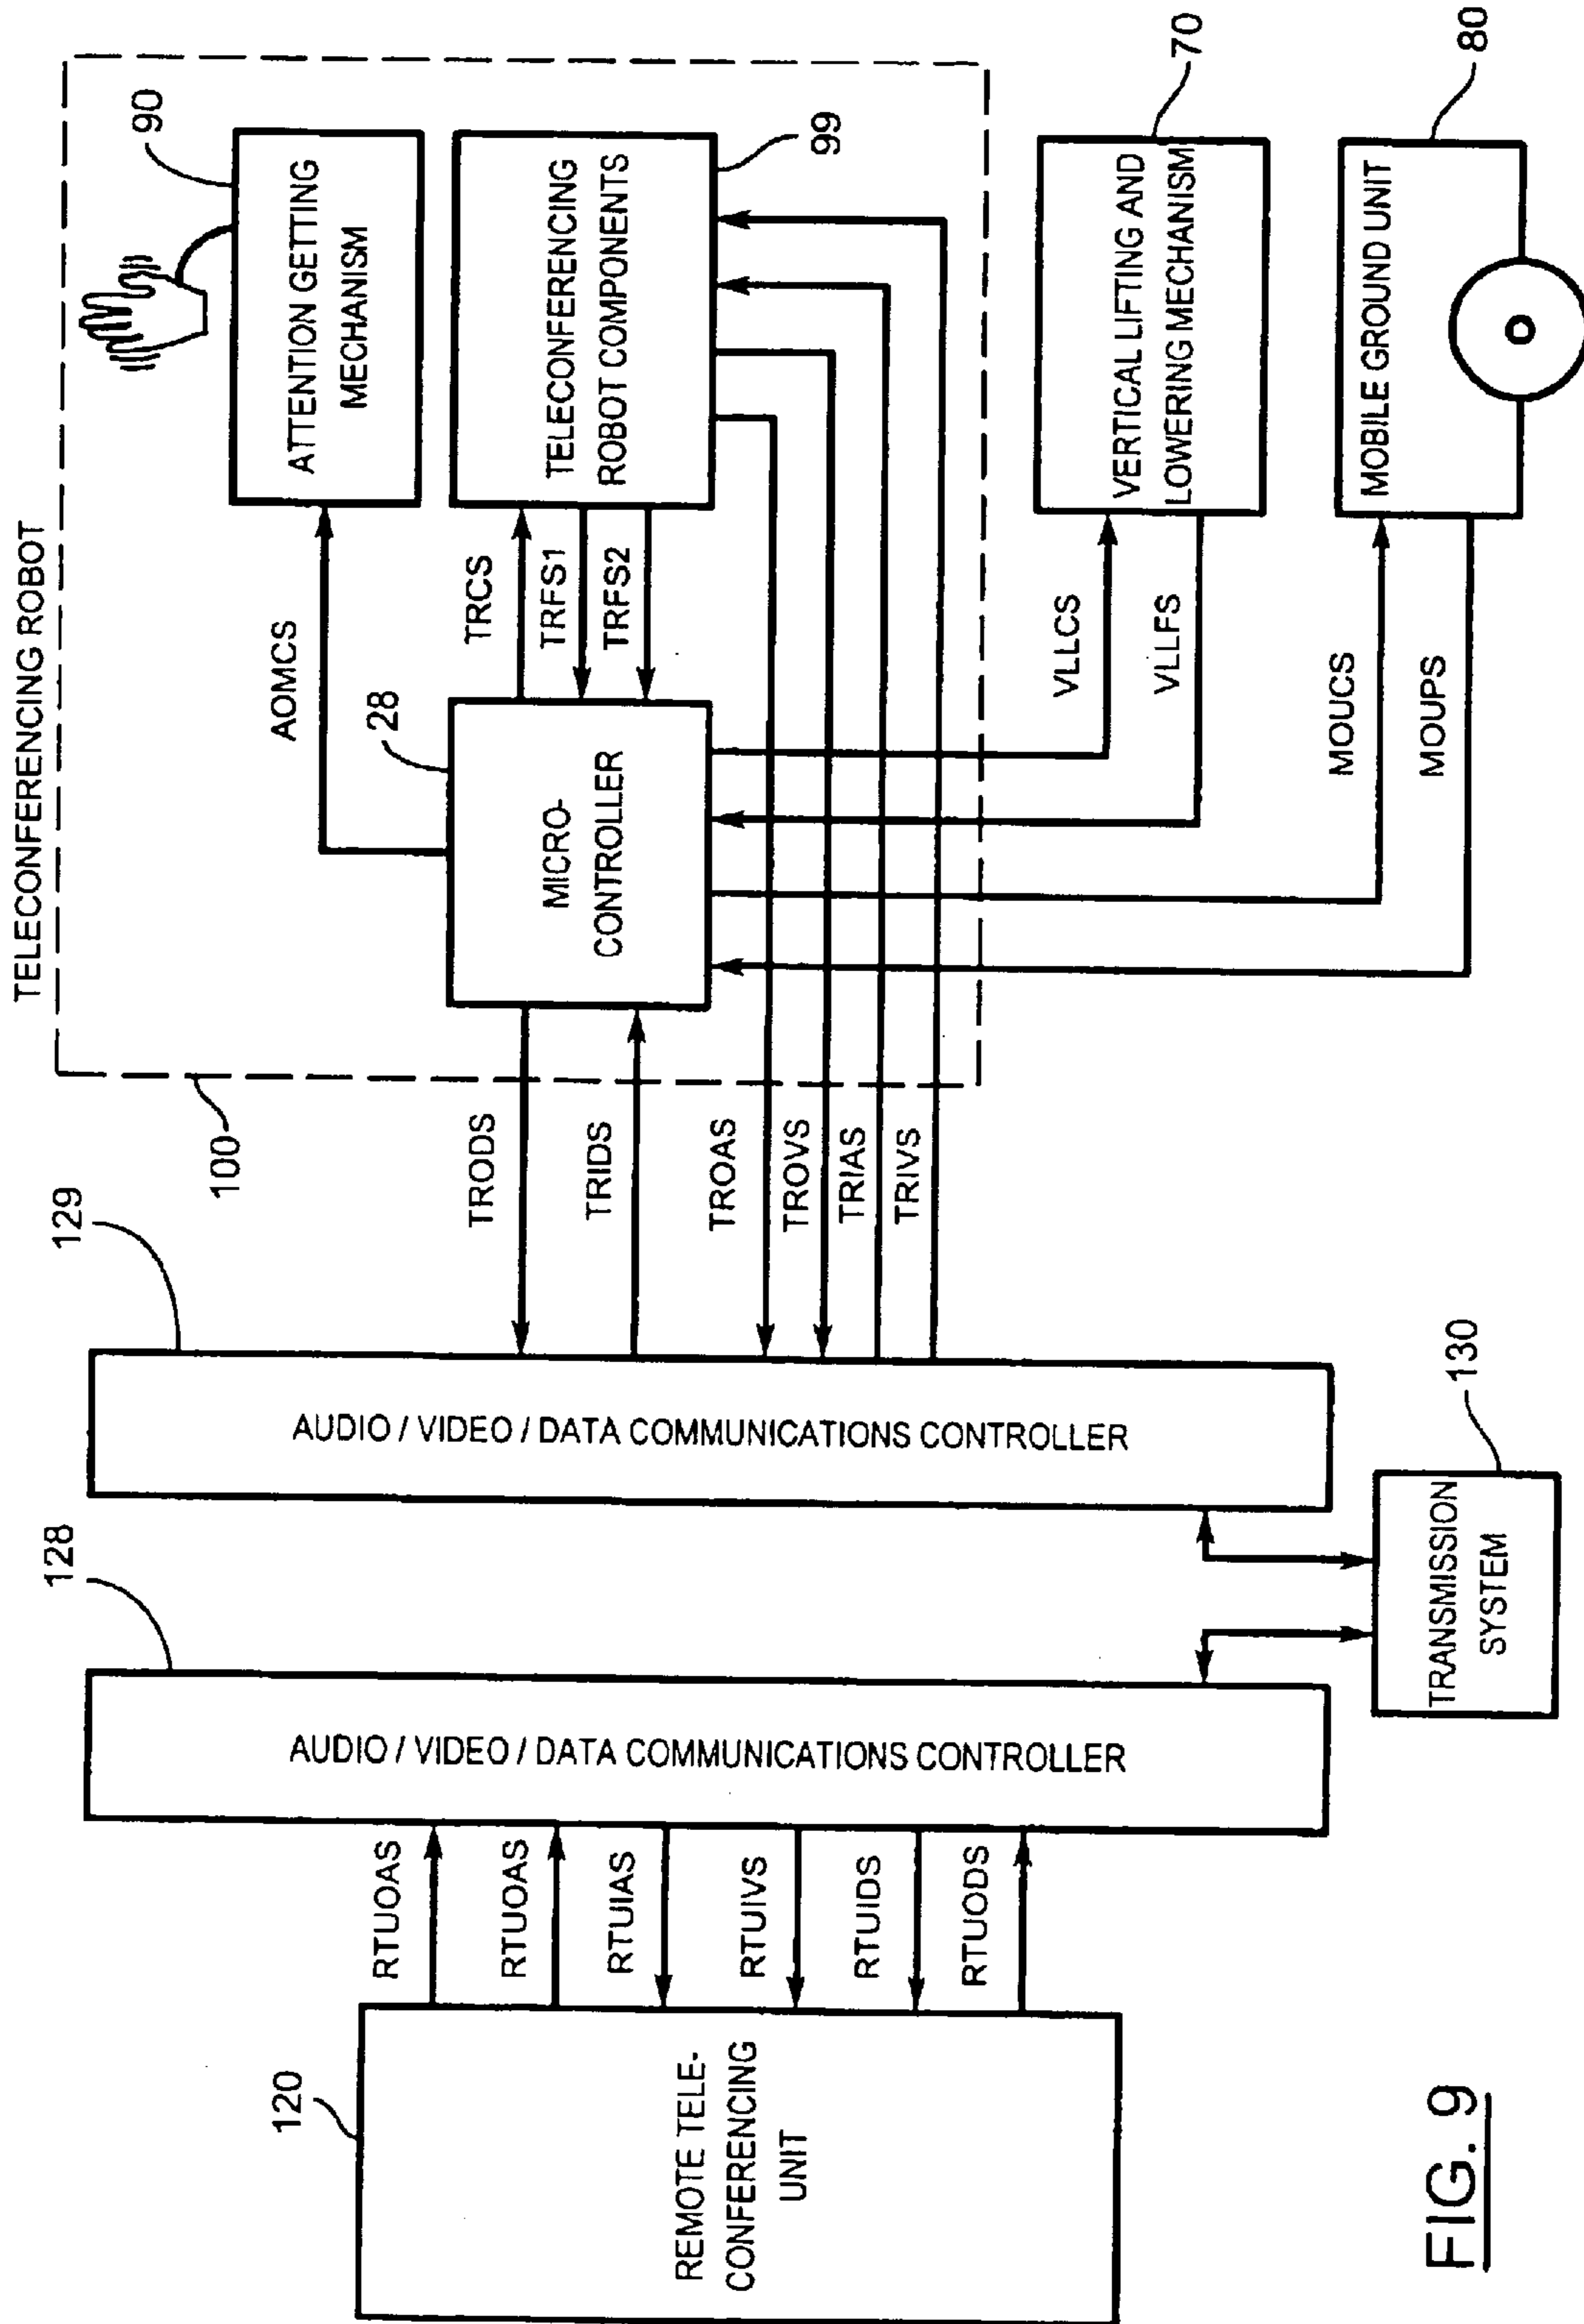 120
REMOTE TELE-
CONFERENCING
UNIT
RTUOAS
RTUOAS
RTUIAS
RTUIVS
RTUIDS
RTUODS
128
AUDIO / VIDEO / DATA COMMUNICATIONS CONTROLLER
129
AUDIO / VIDEO / DATA COMMUNICATIONS CONTROLLER
TRANSMISSION
SYSTEM
130
TRODS
TRIDS
TROAS
TROVS
TRIAS
TRIVS
100
TELECONFERENCING ROBOT
28
MICRO-
CONTROLLER
AOMCS
TRCS
TRFS1
TRFS2
90
ATTENTION GETTING
MECHANISM
TELECONFERENCING
ROBOT COMPONENTS
99
VLLCS
VLLFS
VERTICAL LIFTING AND
LOWERING MECHANISM
70
MOUCS
MOUPS
MOBILE GROUND UNIT
80
FIG. 9